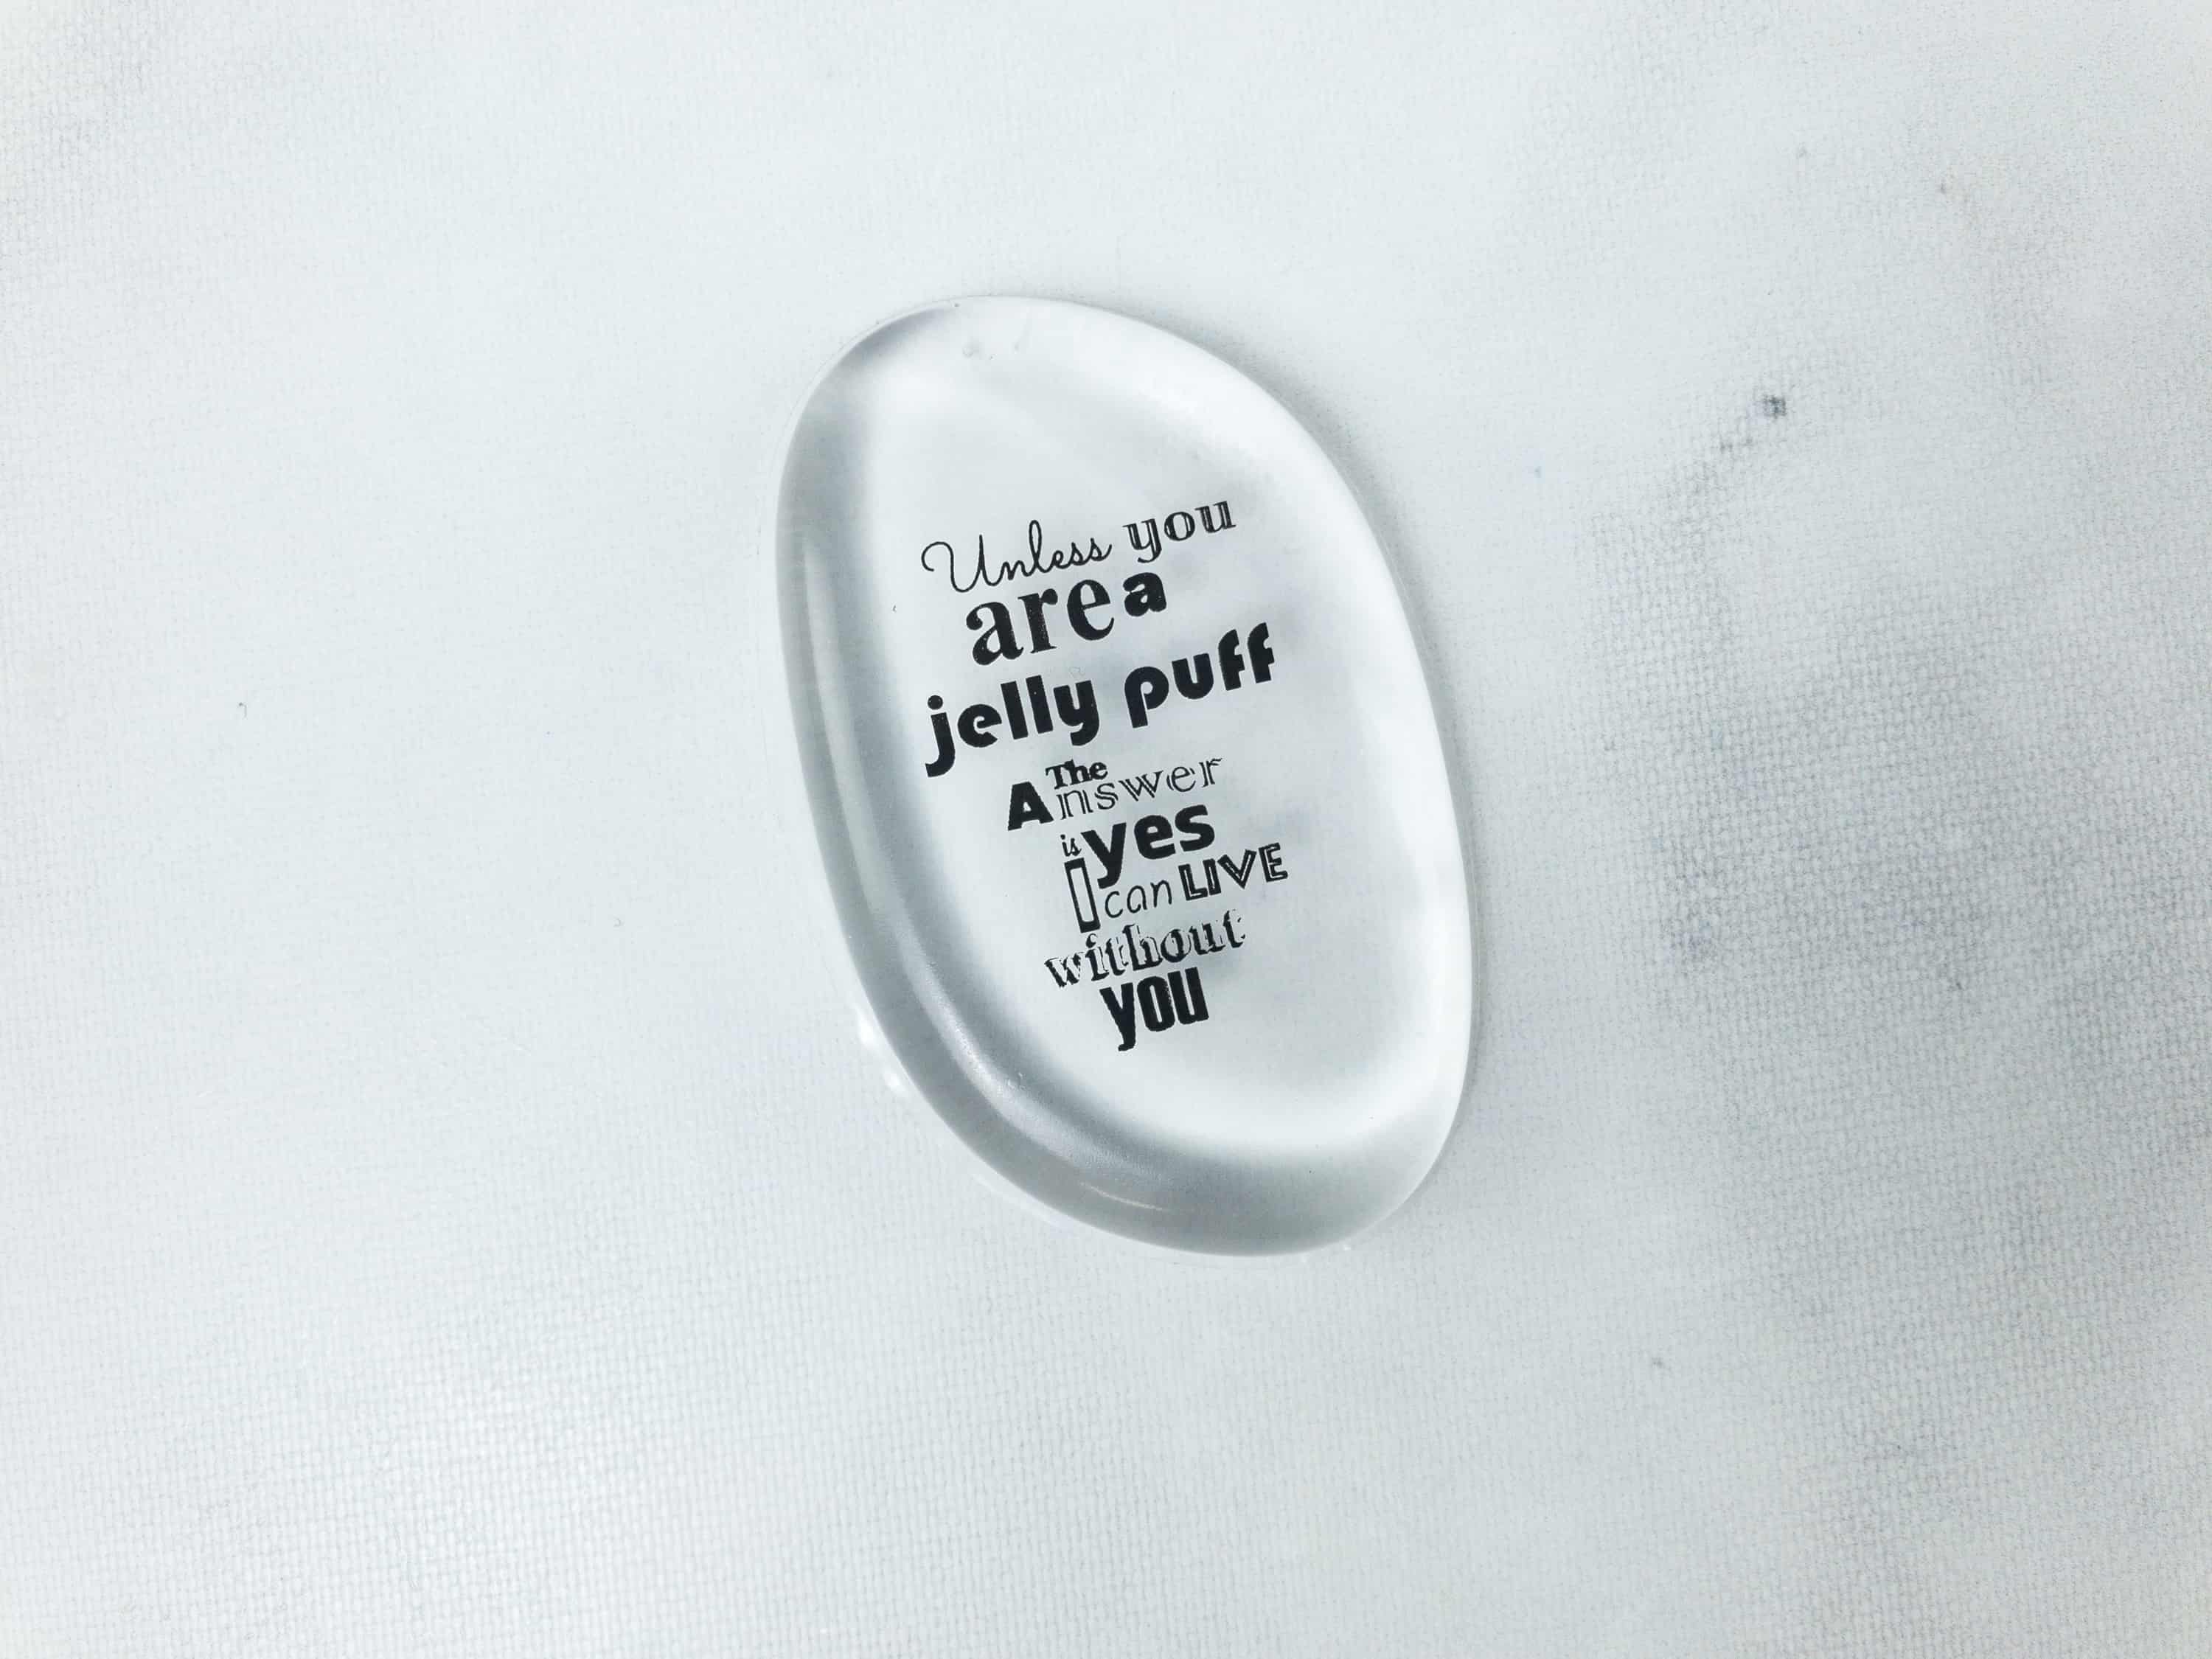 Unless you
are a
jelly puff
The
Answer
is yes
I can LIVE
without
you